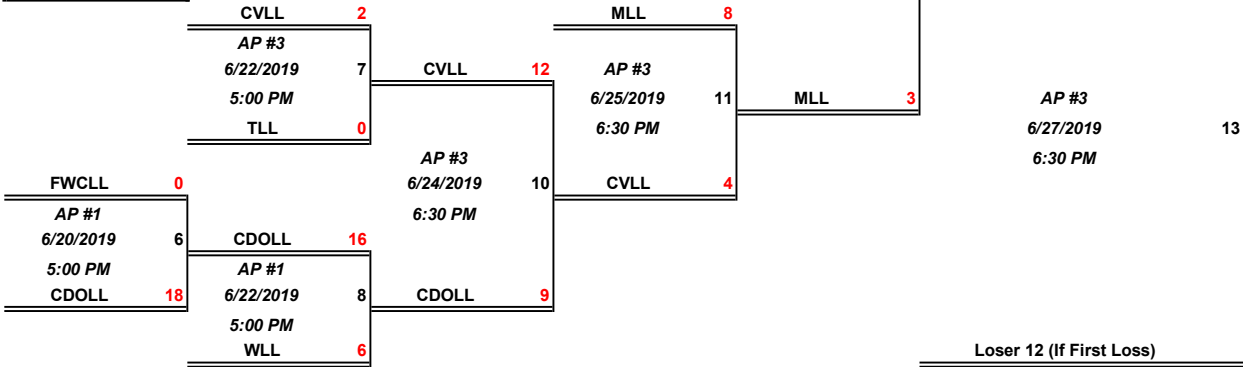 CVLL 2 MLL 8
AP #3
6/22/2019 7 CVLL 12 AP #3
5:00 PM 6/25/2019 11 MLL 3 AP #3
TLL 0 6:30 PM 6/27/2019 13
AP #3 6:30 PM
FWCLL 0 6/24/2019 10 CVLL 4
AP #1 6:30 PM
6/20/2019 6 CDOLL 16
5:00 PM AP #1
CDOLL 18 6/22/2019 8 CDOLL 9
5:00 PM
WLL 6 Loser 12 (If First Loss)